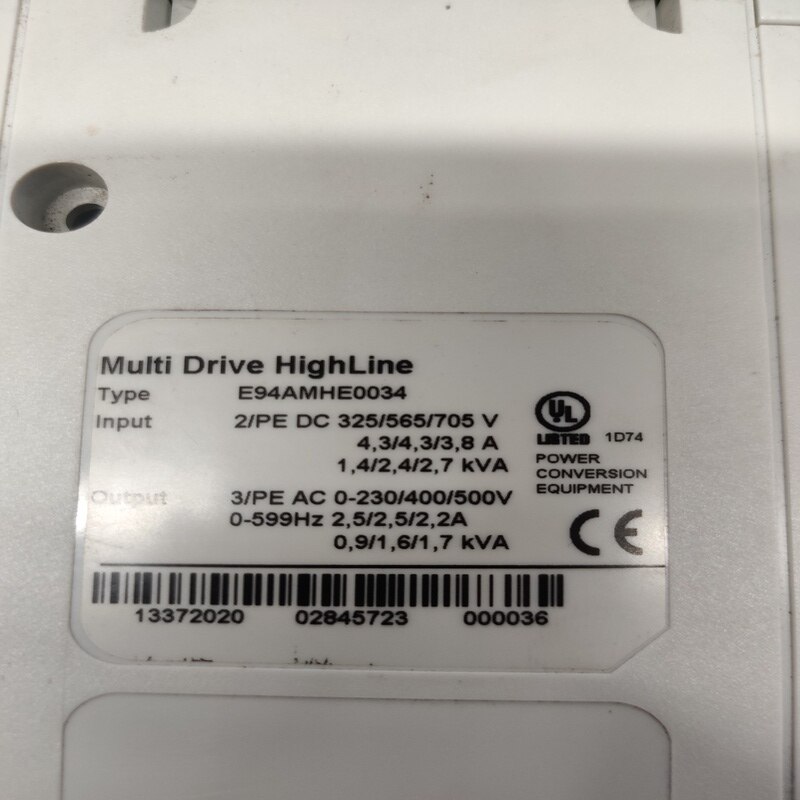 Multi Drive HighLine
Type E94AMHE0034
Input 2/PE DC 325/565/705 V
4,3/4,3/3,8 A
1,4/2,4/2,7 kVA
Output 3/PE AC 0-230/400/500V
0-599Hz 2,5/2,5/2,2A
0,9/1,6/1,7 kVA
UL
LISTED 1D74
POWER
CONVERSION
EQUIPMENT
CE
13372020 02845723 000036